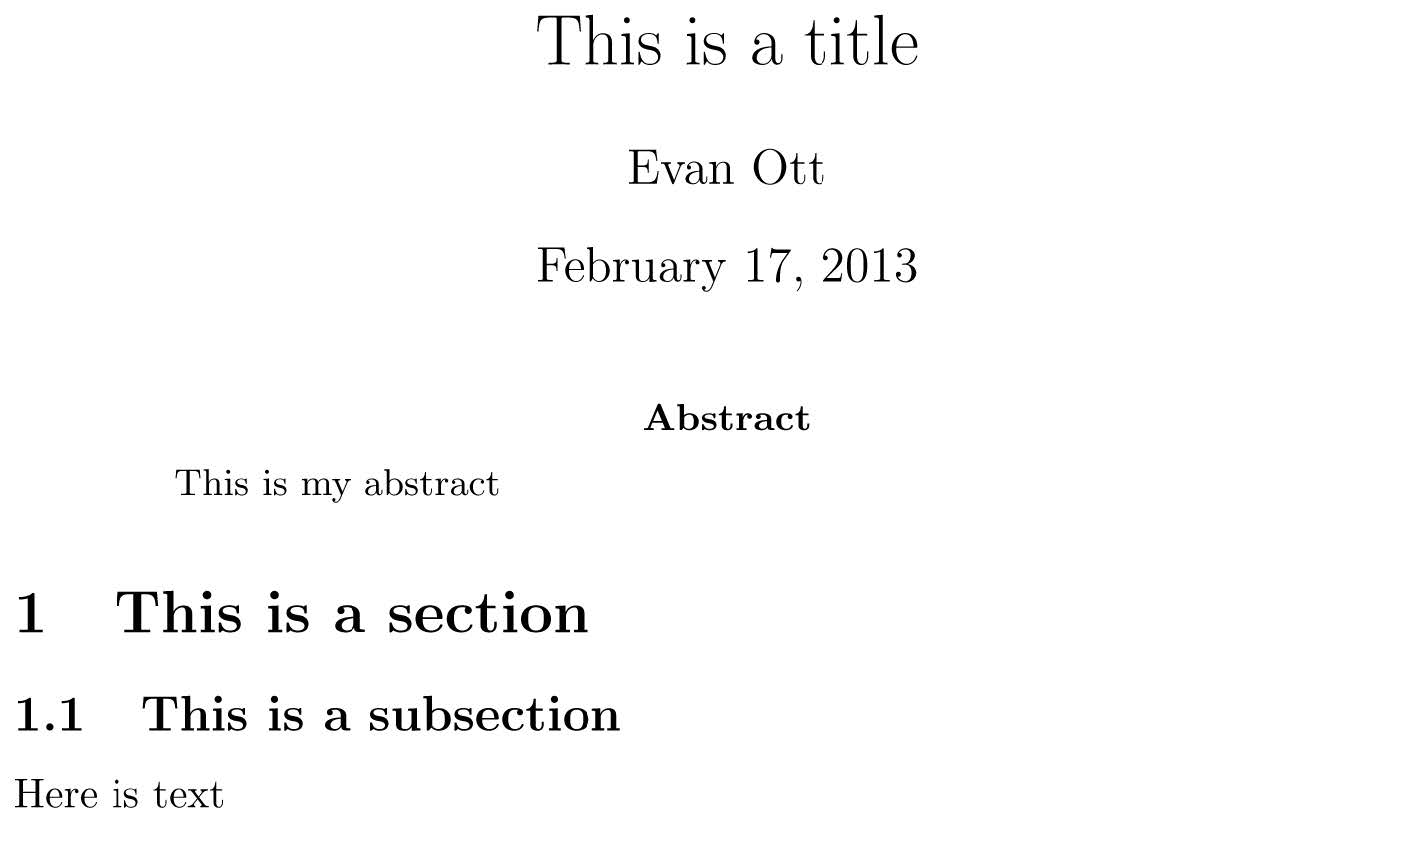 This is a title
Evan Ott
February 17, 2013
Abstract
This is my abstract
1 This is a section
1.1 This is a subsection
Here is text